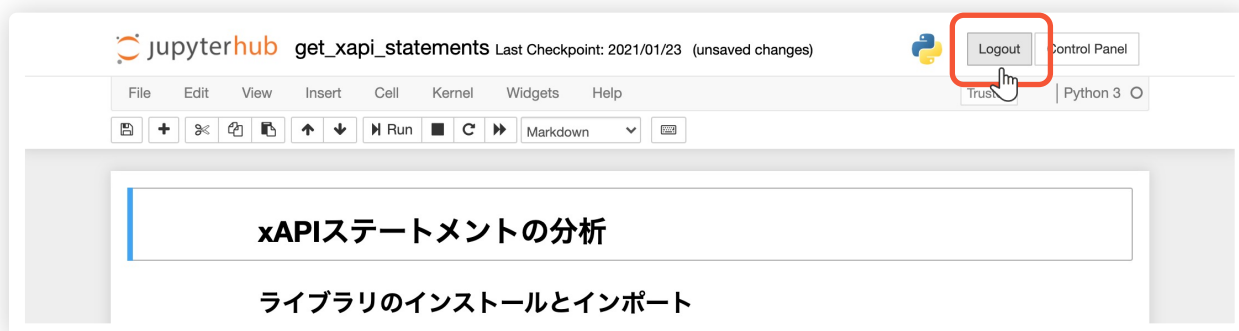 jupyterhub get_xapi_statements Last Checkpoint: 2021/01/23 (unsaved changes) Logout Control Panel
File Edit View Insert Cell Kernel Widgets Help Python 3
Run Markdown
xAPIステートメントの分析
ライブラリのインストールとインポート